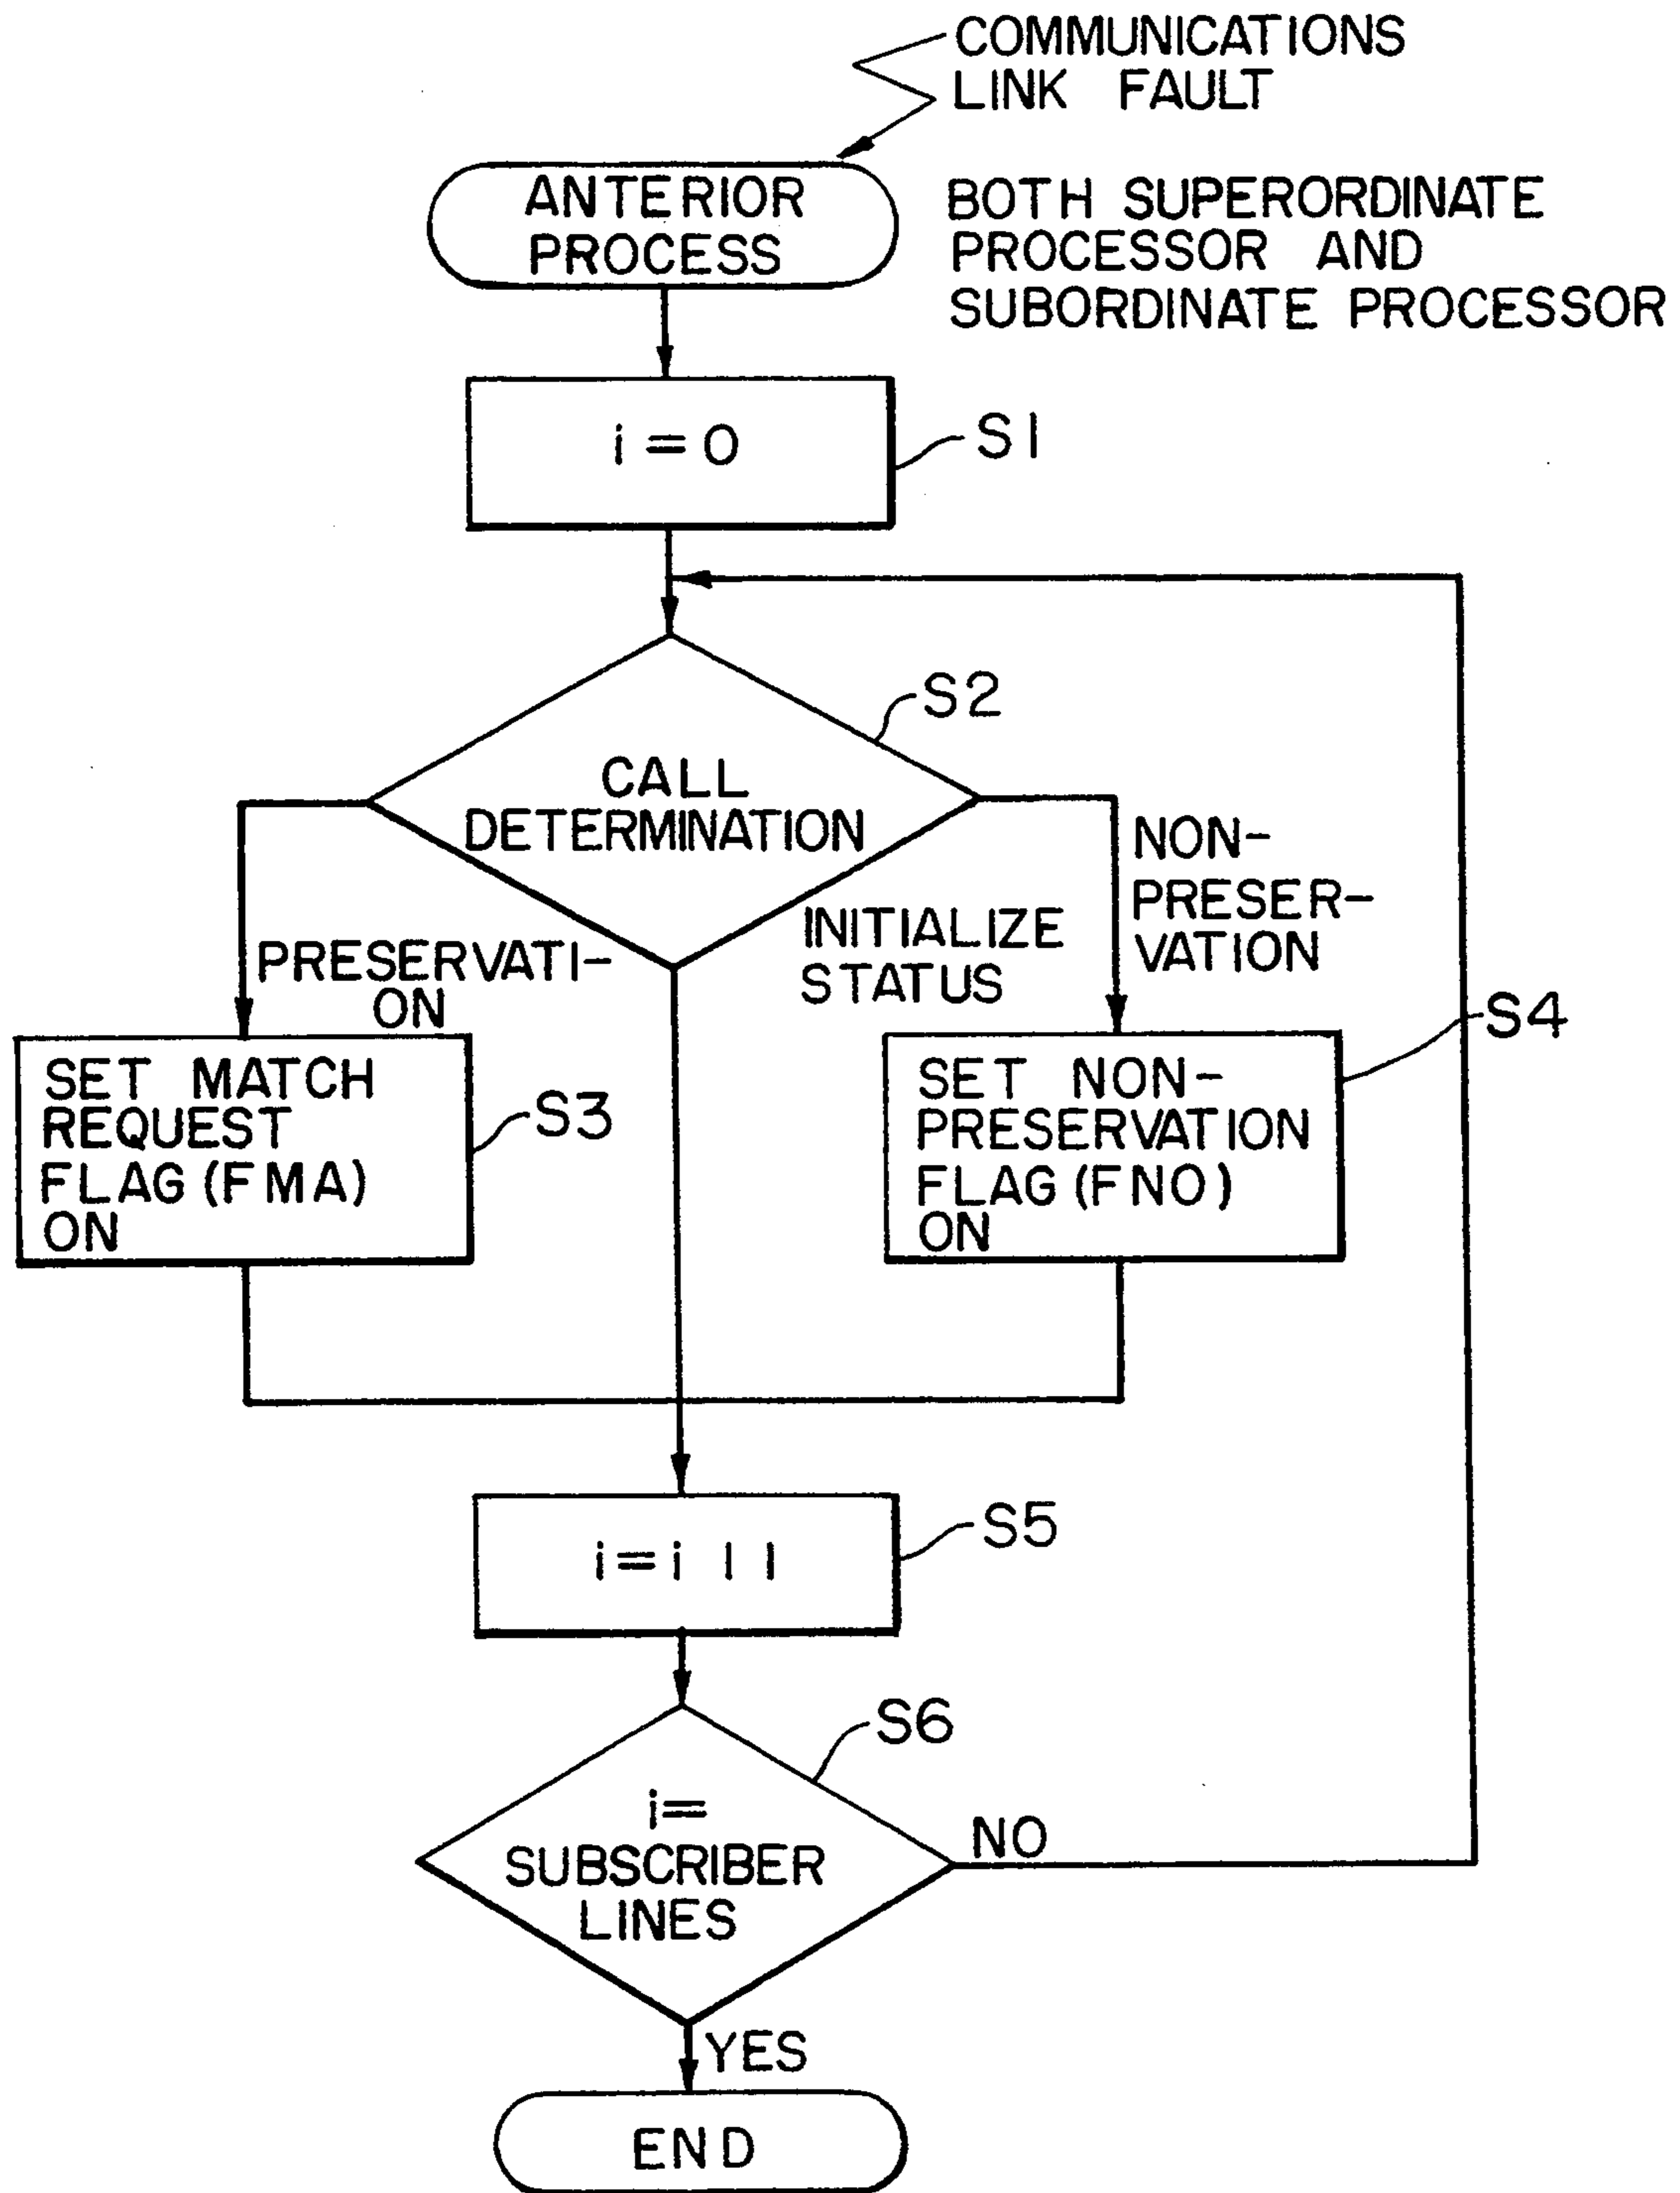 COMMUNICATIONS
LINK FAULT
ANTERIOR
PROCESS
BOTH SUPERORDINATE
PROCESSOR AND
SUBORDINATE PROCESSOR
i = 0
S1
S2
CALL
DETERMINATION
NON-
PRESER-
VATION
INITIALIZE
STATUS
PRESERVATI-
ON
S4
SET MATCH
REQUEST
FLAG (FMA)
ON
S3
SET NON-
PRESERVATION
FLAG (FNO)
ON
S5
i = i | |
S6
i =
SUBSCRIBER
LINES
NO
YES
END